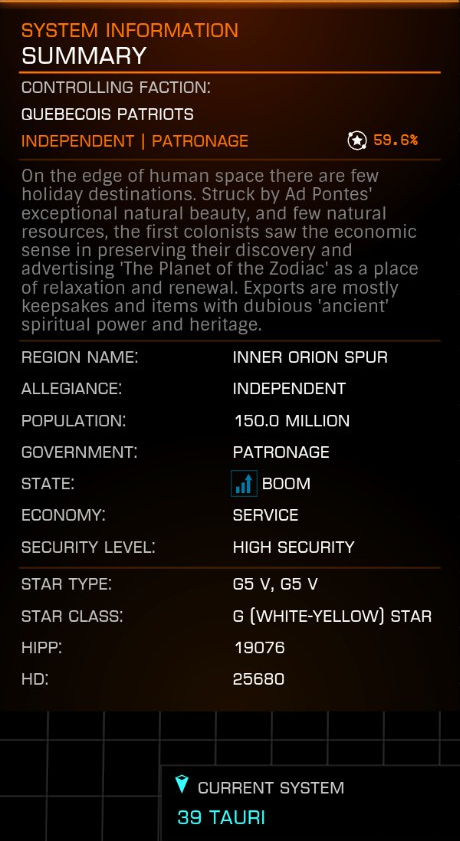 SYSTEM INFORMATION
SUMMARY
CONTROLLING FACTION:
QUEBECOIS PATRIOTS
INDEPENDENT | PATRONAGE 59.6%
On the edge of human space there are few
holiday destinations. Struck by Ad Pontes'
exceptional natural beauty, and few natural
resources, the first colonists saw the economic
sense in preserving their discovery and
advertising 'The Planet of the Zodiac' as a place
of relaxation and renewal. Exports are mostly
keepsakes and items with dubious 'ancient'
spiritual power and heritage.
REGION NAME: INNER ORION SPUR
ALLEGIANCE: INDEPENDENT
POPULATION: 150.0 MILLION
GOVERNMENT: PATRONAGE
STATE: BOOM
ECONOMY: SERVICE
SECURITY LEVEL: HIGH SECURITY
STAR TYPE: G5 V, G5 V
STAR CLASS: G (WHITE-YELLOW) STAR
HIPP: 19076
HD: 25680
CURRENT SYSTEM
39 TAURI